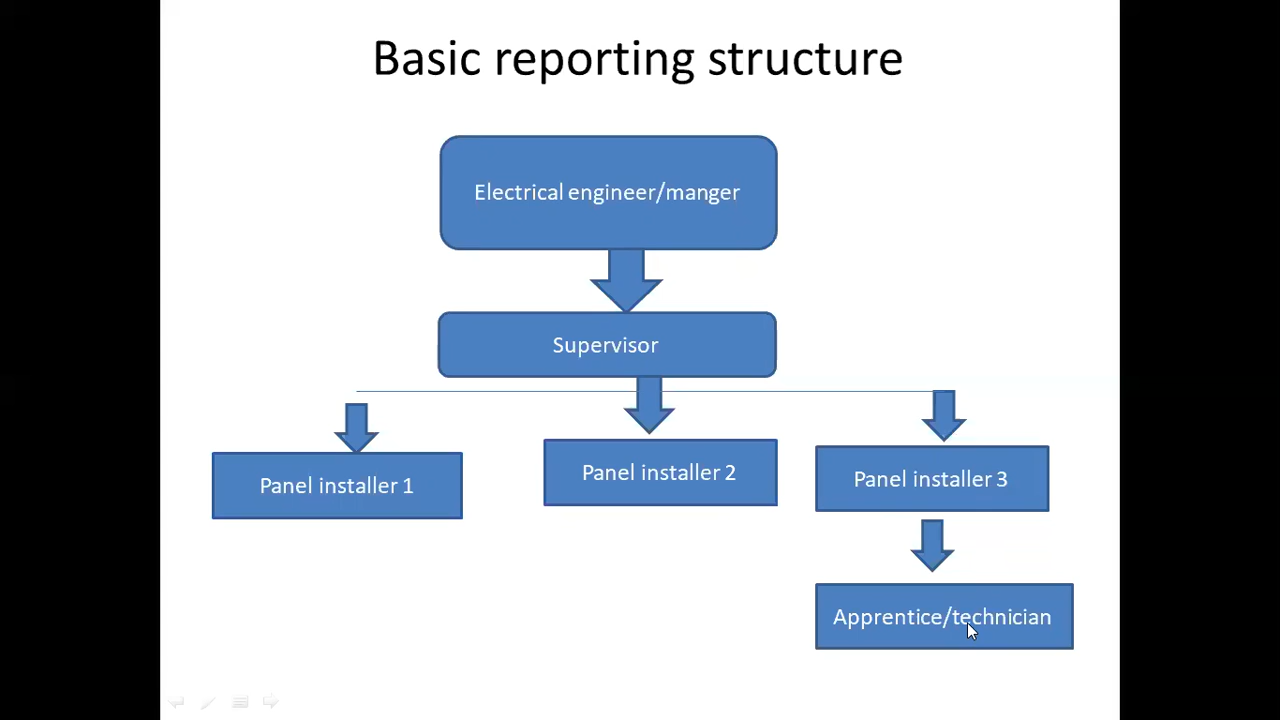 Basic reporting structure
Electrical engineer/manger
Supervisor
Panel installer 1
Panel installer 2
Panel installer 3
Apprentice/technician